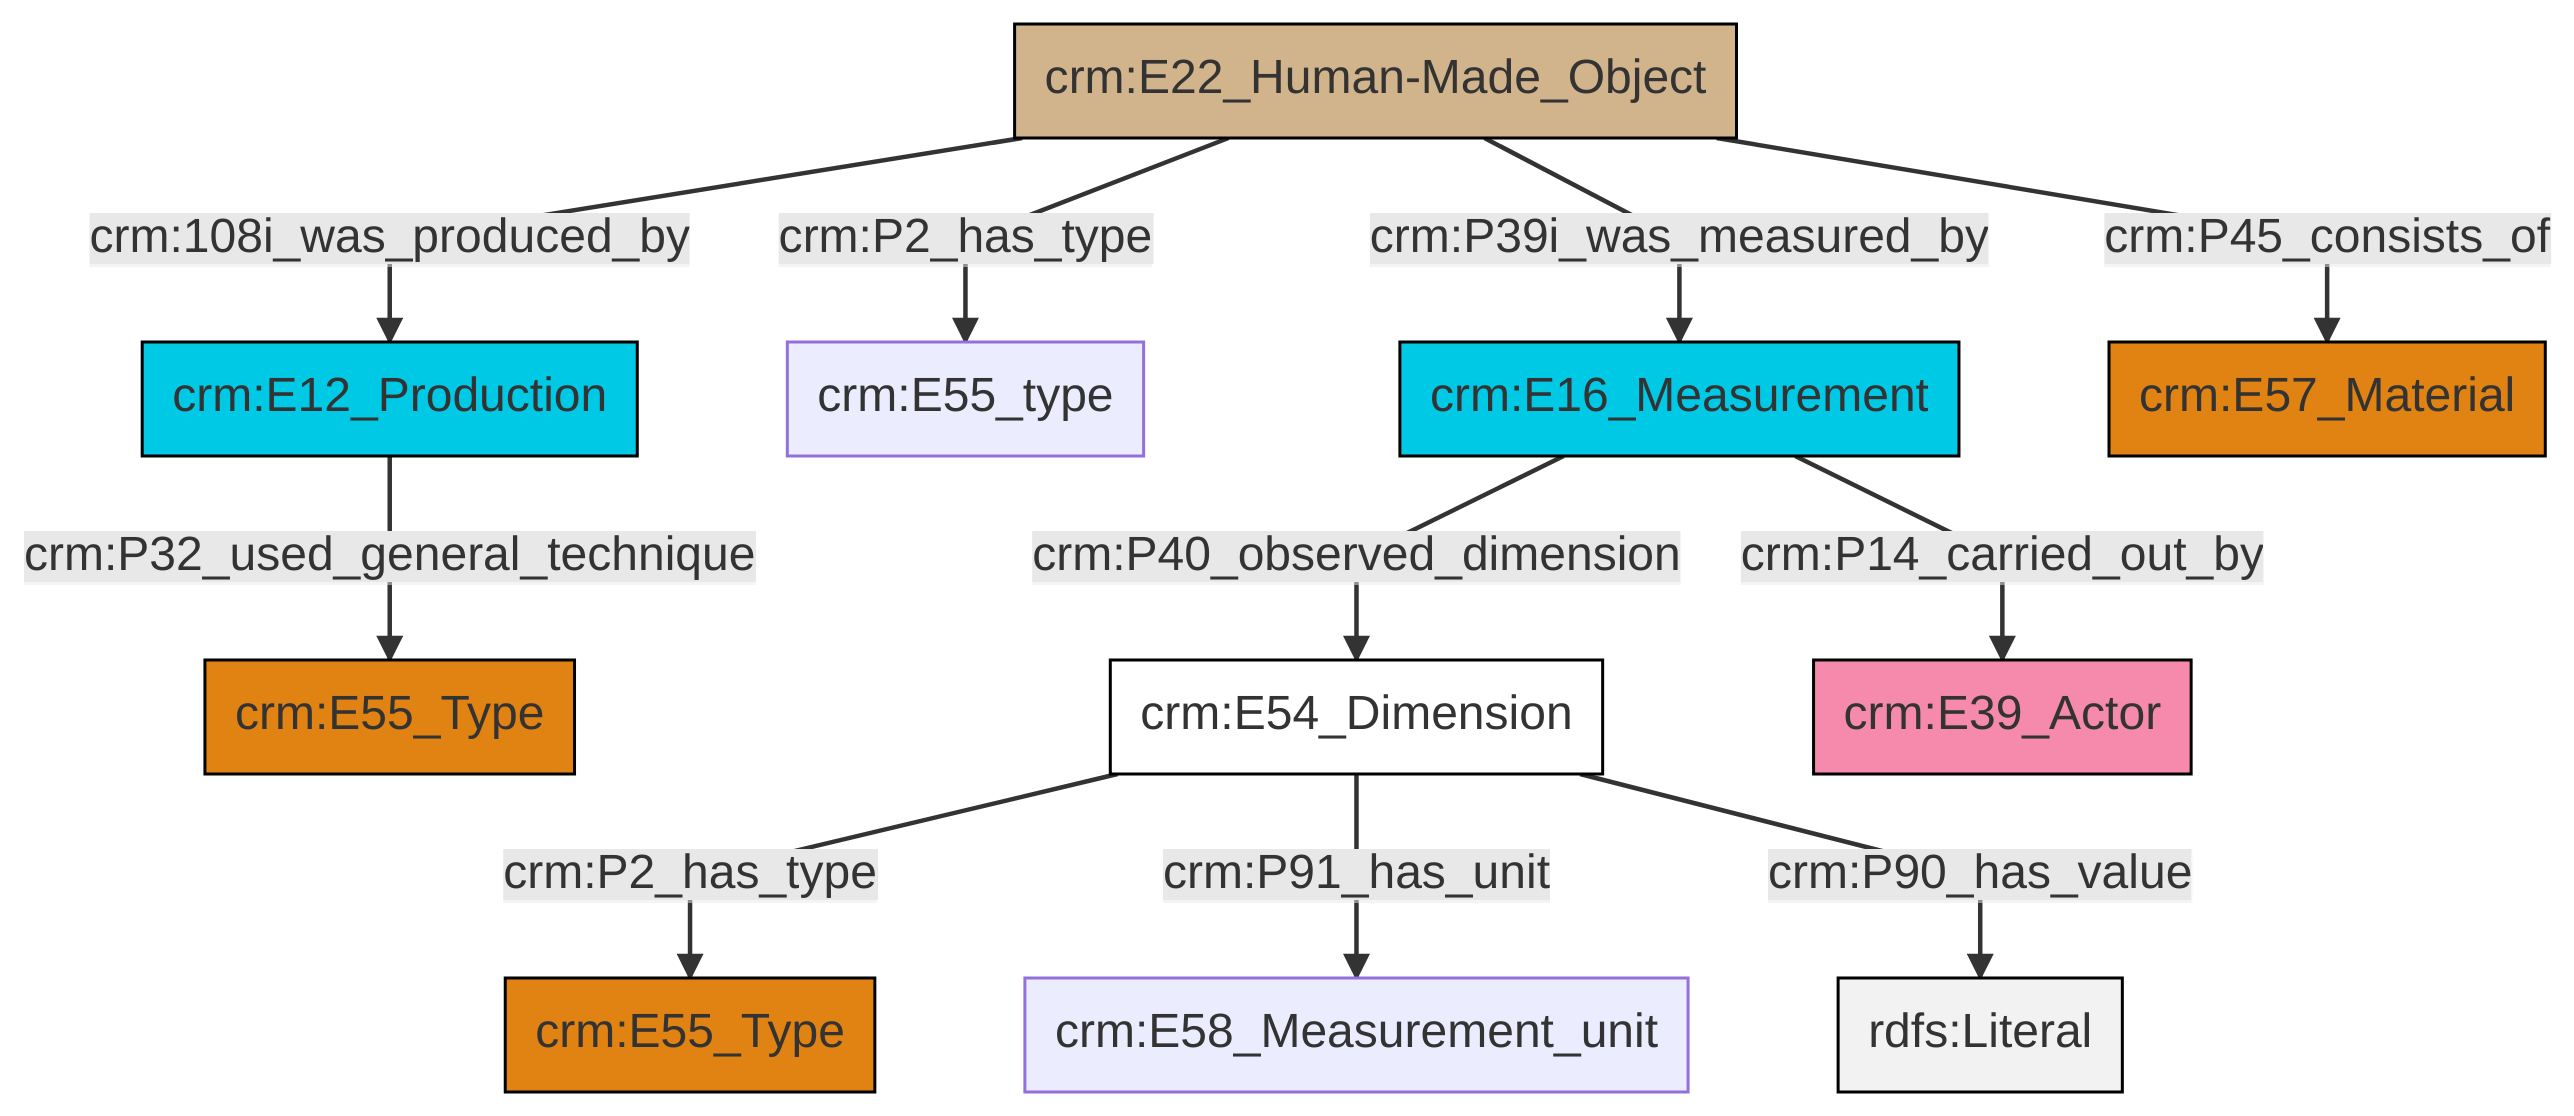 crm:E22_Human-Made_Object
crm:108i_was_produced_by
crm:P2_has_type
crm:P39i_was_measured_by
crm:P45_consists_of
crm:E12_Production
crm:E55_type
crm:E16_Measurement
crm:E57_Material
crm:P32_used_general_technique
crm:P40_observed_dimension
crm:P14_carried_out_by
crm:E55_Type
crm:E54_Dimension
crm:E39_Actor
crm:P2_has_type
crm:P91_has_unit
crm:P90_has_value
crm:E55_Type
crm:E58_Measurement_unit
rdfs:Literal